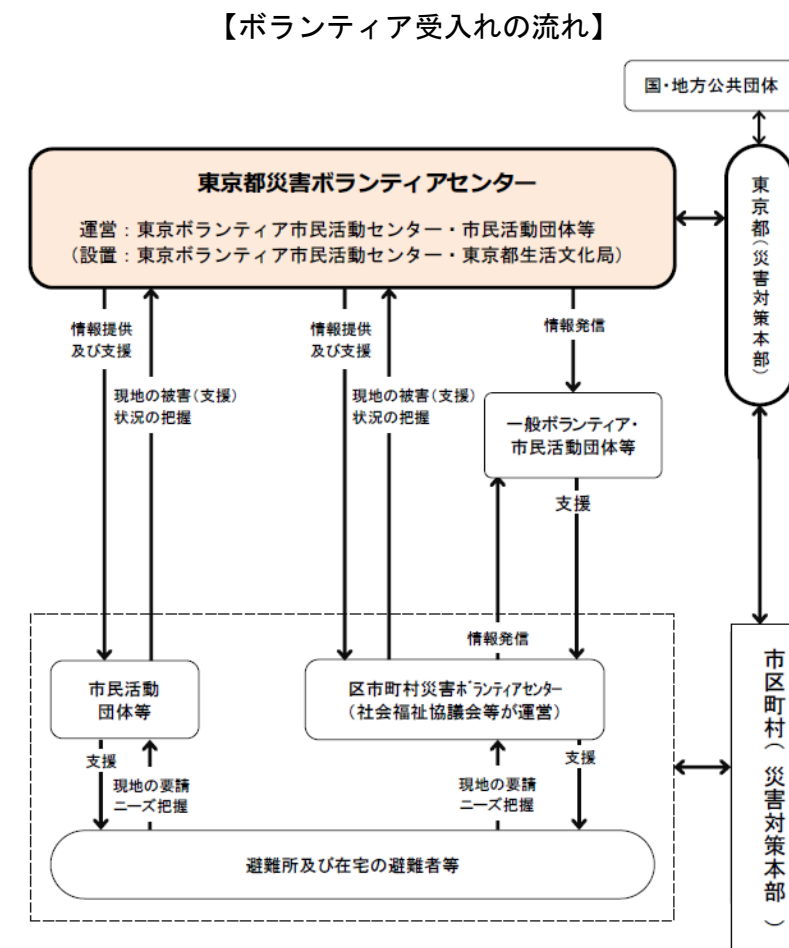 【ボランティア受入れの流れ】
国・地方公共団体
東京都災害ボランティアセンター
運営：東京ボランティア市民活動センター・市民活動団体等
（設置：東京ボランティア市民活動センター・東京都生活文化局）
東京都（災害対策本部）
情報提供
及び支援
現地の被害（支援）
状況の把握
情報提供
及び支援
現地の被害（支援）
状況の把握
情報発信
一般ボランティア・
市民活動団体等
支援
情報発信
市民活動
団体等
区市町村災害ﾎﾞﾗﾝﾃｨｱｾﾝﾀｰ
（社会福祉協議会等が運営）
市区町村（災害対策本部）
支援
現地の要請
ニーズ把握
現地の要請
ニーズ把握
支援
避難所及び在宅の避難者等